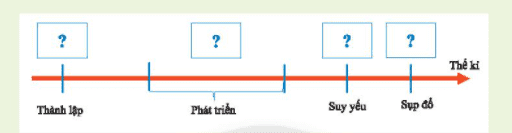 ?
?
?
?
Thế kỉ
Thành lập
Phát triển
Suy yếu
Sụp đổ